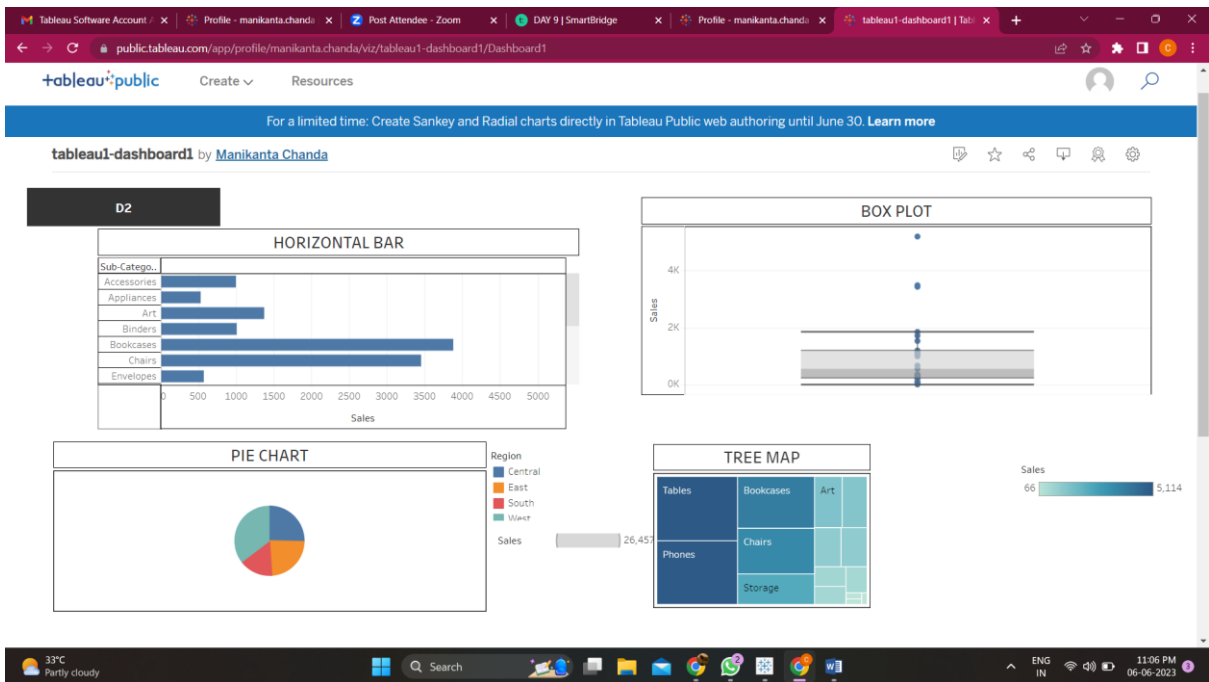 Tableau Software Account /
Profile - manikanta.chanda
Post Attendee - Zoom
DAY 9 | SmartBridge
Profile - manikanta.chanda
tableau1-dashboard1 | Tabl
public.tableau.com/app/profile/manikanta.chanda/viz/tableau1-dashboard1/Dashboard1
C
+ableau public
Create
Resources
For a limited time: Create Sankey and Radial charts directly in Tableau Public web authoring until June 30. Learn more
tableau1-dashboard1 by Manikanta Chanda
D2
HORIZONTAL BAR
Sub-Catego..
Accessories
Appliances
Art
Binders
Bookcases
Chairs
Envelopes
0 500 1000 1500 2000 2500 3000 3500 4000 4500 5000
Sales
BOX PLOT
4K
2K
0K
Sales
PIE CHART
Region
Central
East
South
West
Sales 26,457
TREE MAP
Tables
Bookcases
Art
Phones
Chairs
Storage
Sales
66 5,114
33°C
Partly cloudy
Search
2
ENG
IN
11:06 PM
06-06-2023
3